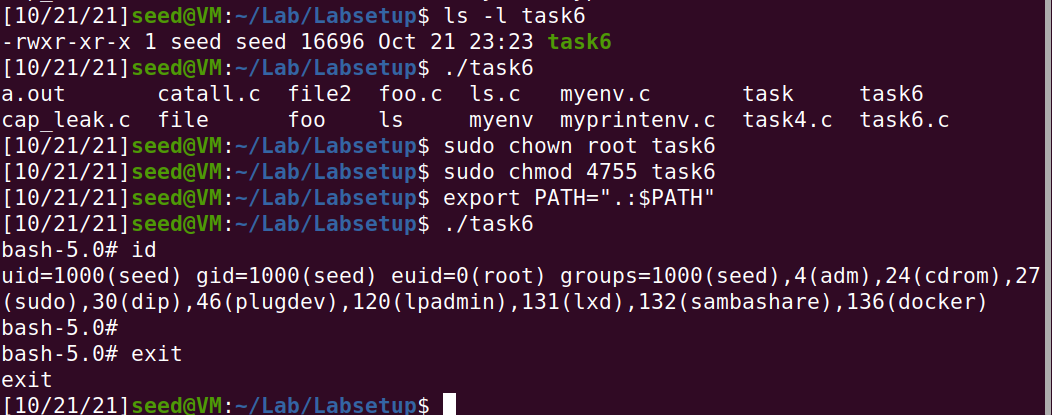 [10/21/21]seed@VM:~/Lab/Labsetup$ ls -l task6
-rwxr-xr-x 1 seed seed 16696 Oct 21 23:23 task6
[10/21/21]seed@VM:~/Lab/Labsetup$ ./task6
a.out       catall.c  file2  foo.c  ls.c   myenv.c       task     task6
cap_leak.c  file      foo    ls     myenv  myprintenv.c  task4.c  task6.c
[10/21/21]seed@VM:~/Lab/Labsetup$ sudo chown root task6
[10/21/21]seed@VM:~/Lab/Labsetup$ sudo chmod 4755 task6
[10/21/21]seed@VM:~/Lab/Labsetup$ export PATH=".:$PATH"
[10/21/21]seed@VM:~/Lab/Labsetup$ ./task6
bash-5.0# id
uid=1000(seed) gid=1000(seed) euid=0(root) groups=1000(seed),4(adm),24(cdrom),27
(sudo),30(dip),46(plugdev),120(lpadmin),131(lxd),132(sambashare),136(docker)
bash-5.0#
bash-5.0# exit
exit
[10/21/21]seed@VM:~/Lab/Labsetup$